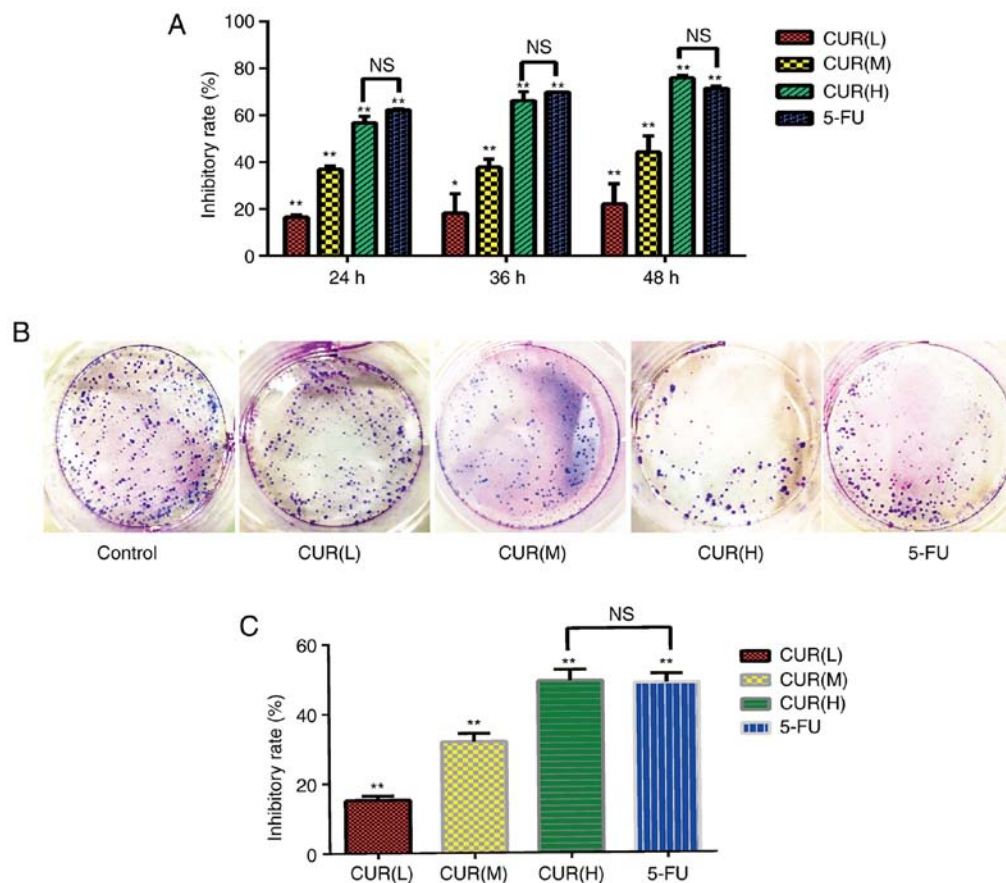 A
Inhibitory rate (%)
100
80
60
40
20
0
NS
NS
NS
**
**
**
**
*
**
**
**
**
**
**
**
24 h
36 h
48 h
CUR(L)
CUR(M)
CUR(H)
5-FU
B
Control
CUR(L)
CUR(M)
CUR(H)
5-FU
C
Inhibitory rate (%)
60
40
20
0
NS
**
**
**
**
CUR(L)
CUR(M)
CUR(H)
5-FU
CUR(L)
CUR(M)
CUR(H)
5-FU